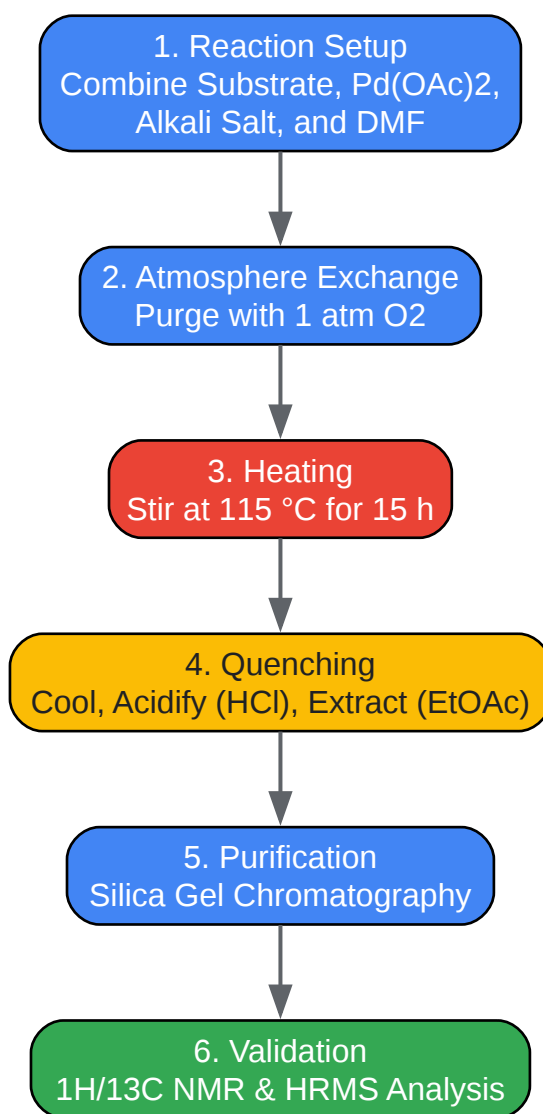 1. Reaction Setup
Combine Substrate, Pd(OAc)2,
Alkali Salt, and DMF
2. Atmosphere Exchange
Purge with 1 atm O2
3. Heating
Stir at 115 °C for 15 h
4. Quenching
Cool, Acidify (HCl), Extract (EtOAc)
5. Purification
Silica Gel Chromatography
6. Validation
1H/13C NMR & HRMS Analysis